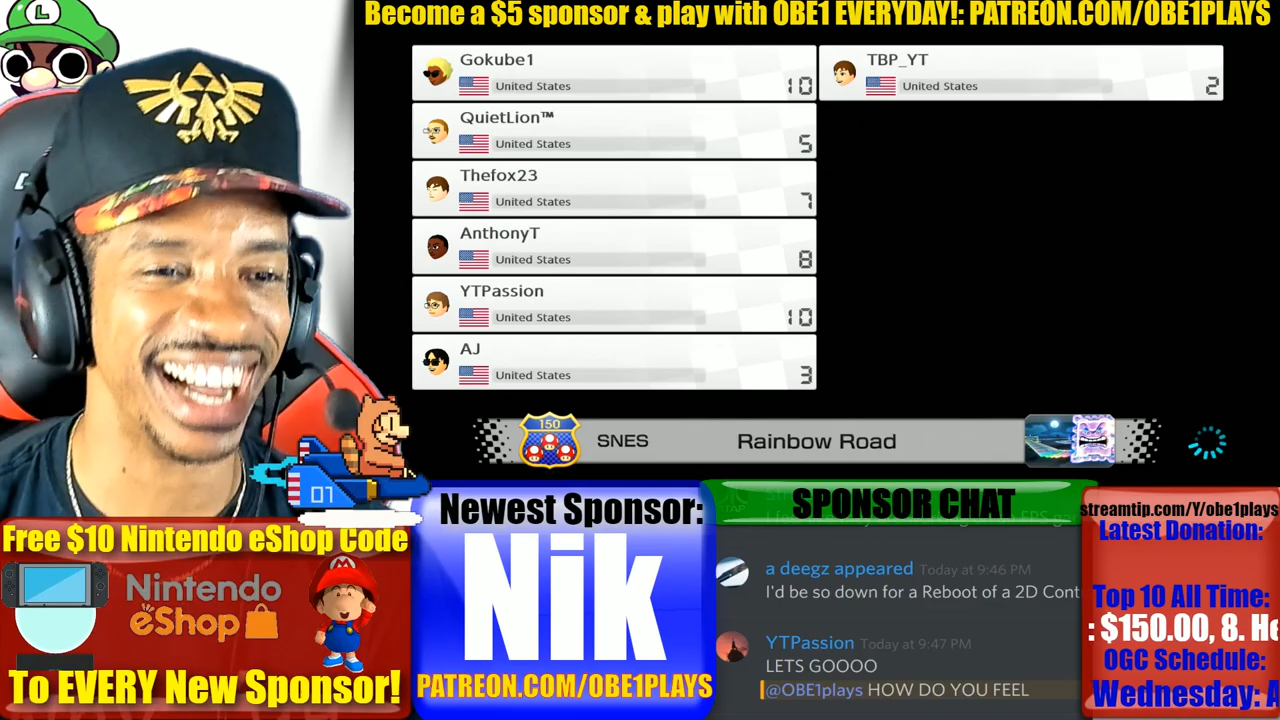 Become a $5 sponsor & play with OBE1 EVERYDAY!: PATREON.COM/OBE1PLAYS
Gokube1
United States
10
QuietLion™
United States
5
Thefox23
United States
7
AnthonyT
United States
8
YTPassion
United States
10
AJ
United States
3
TBP_YT
United States
2
150
SNES Rainbow Road
01
Free $10 Nintendo eShop Code
Nintendo
eShop
To EVERY New Sponsor!
Newest Sponsor:
Nik
PATREON.COM/OBE1PLAYS
SPONSOR CHAT
a deegz appeared Today at 9:46 PM
I'd be so down for a Reboot of a 2D Cont
YTPassion Today at 9:47 PM
LETS GOOOO
@OBE1plays HOW DO YOU FEEL
streamtip.com/Y/obe1plays
Latest Donation:
Top 10 All Time:
: $150.00, 8. He
OGC Schedule:
Wednesday: A